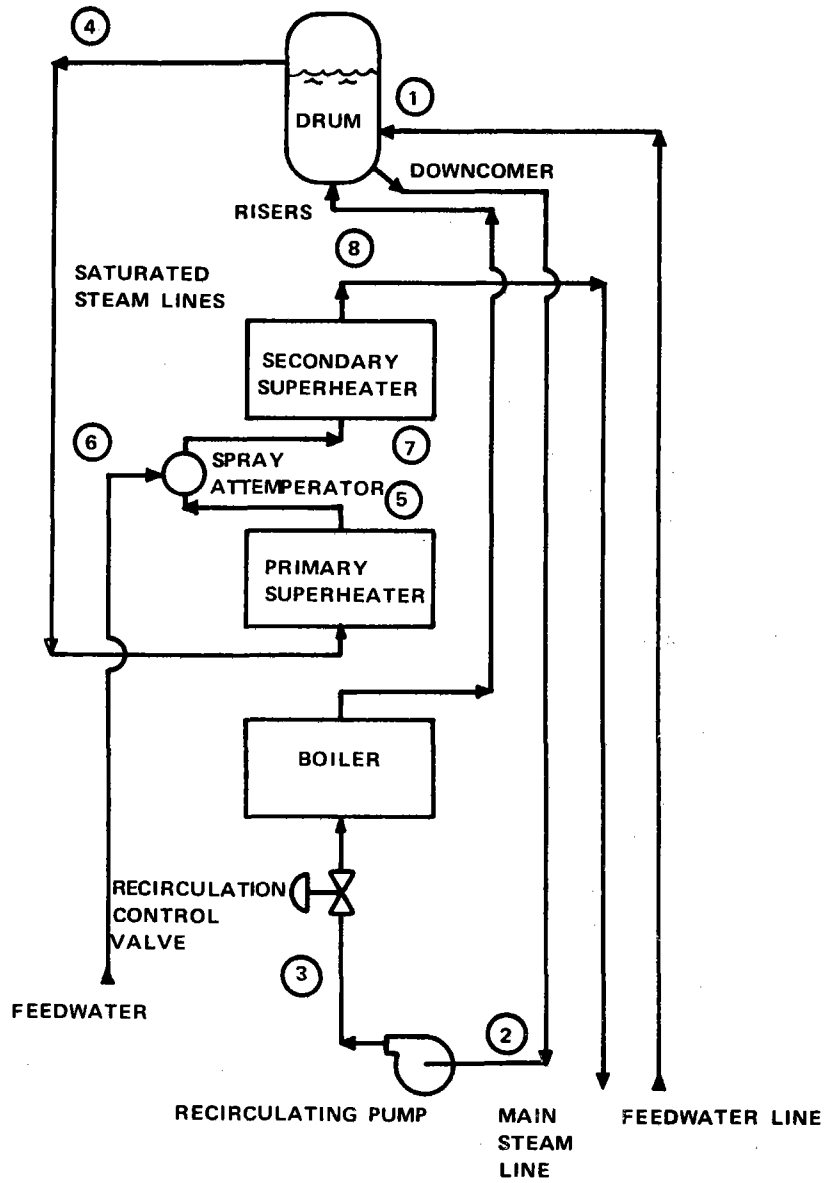 4
1
DRUM
DOWNCOMER
RISERS
8
SATURATED
STEAM LINES
SECONDARY
SUPERHEATER
6
7
SPRAY
ATTEMPERATOR
5
PRIMARY
SUPERHEATER
BOILER
RECIRCULATION
CONTROL
VALVE
3
FEEDWATER
2
RECIRCULATING PUMP
MAIN
STEAM
LINE
FEEDWATER LINE